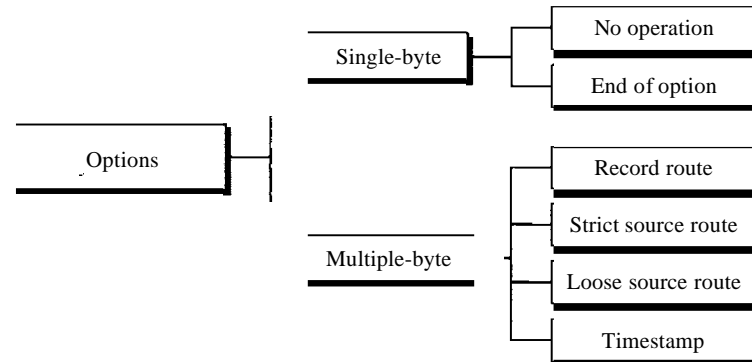 No operation
Single-byte
End of option
Options
Record route
Strict source route
Multiple-byte
Loose source route
Timestamp